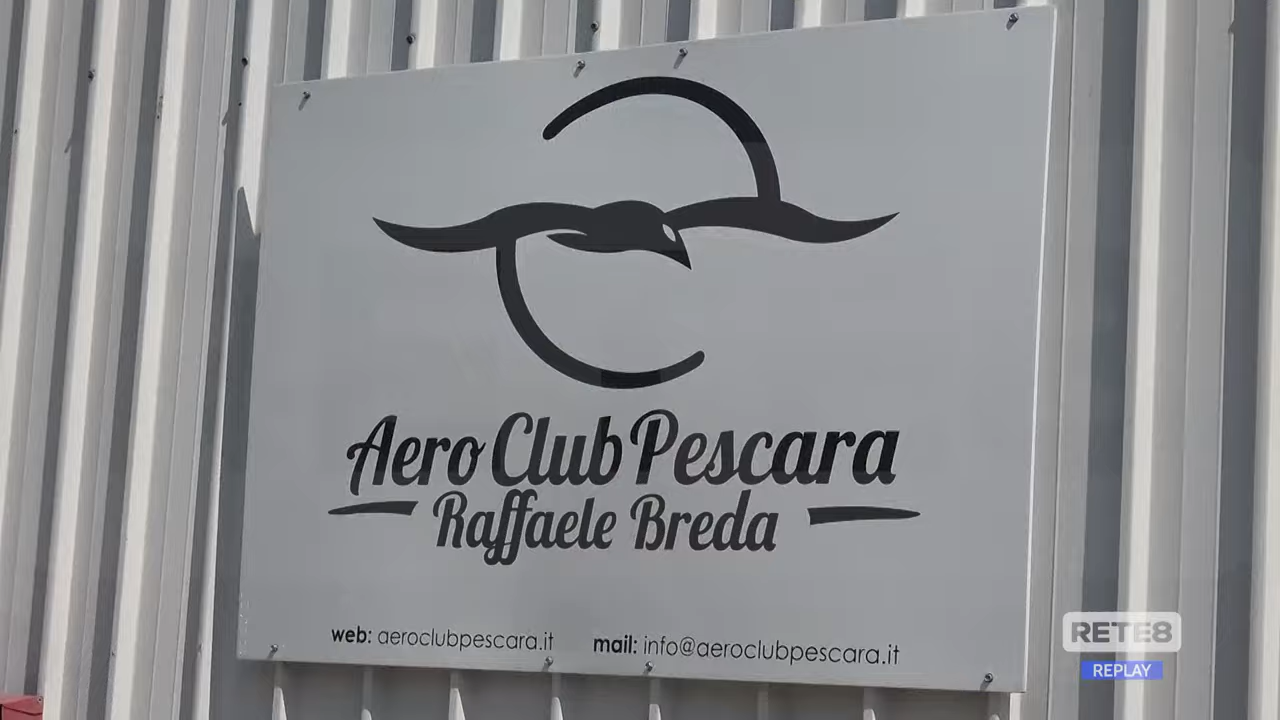 Aero Club Pescara
Raffaele Breda
web: aeroclubpescara.it mail: info@aeroclubpescara.it
RETE8
REPLAY